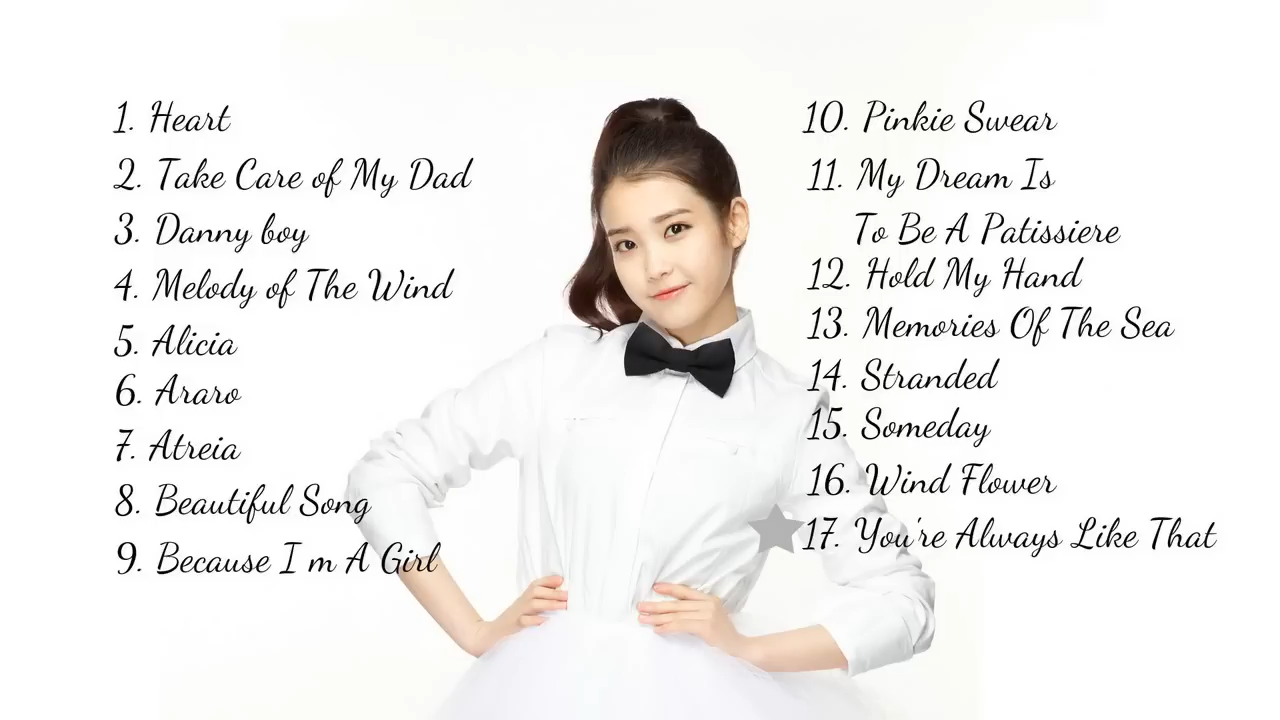 1. Heart
2. Take Care of My Dad
3. Danny boy
4. Melody of The Wind
5. Alicia
6. Araro
7. Atreia
8. Beautiful Song
9. Because I m A Girl
10. Pinkie Swear
11. My Dream Is
To Be A Patissiere
12. Hold My Hand
13. Memories Of The Sea
14. Stranded
15. Someday
16. Wind Flower
17. You're Always Like That